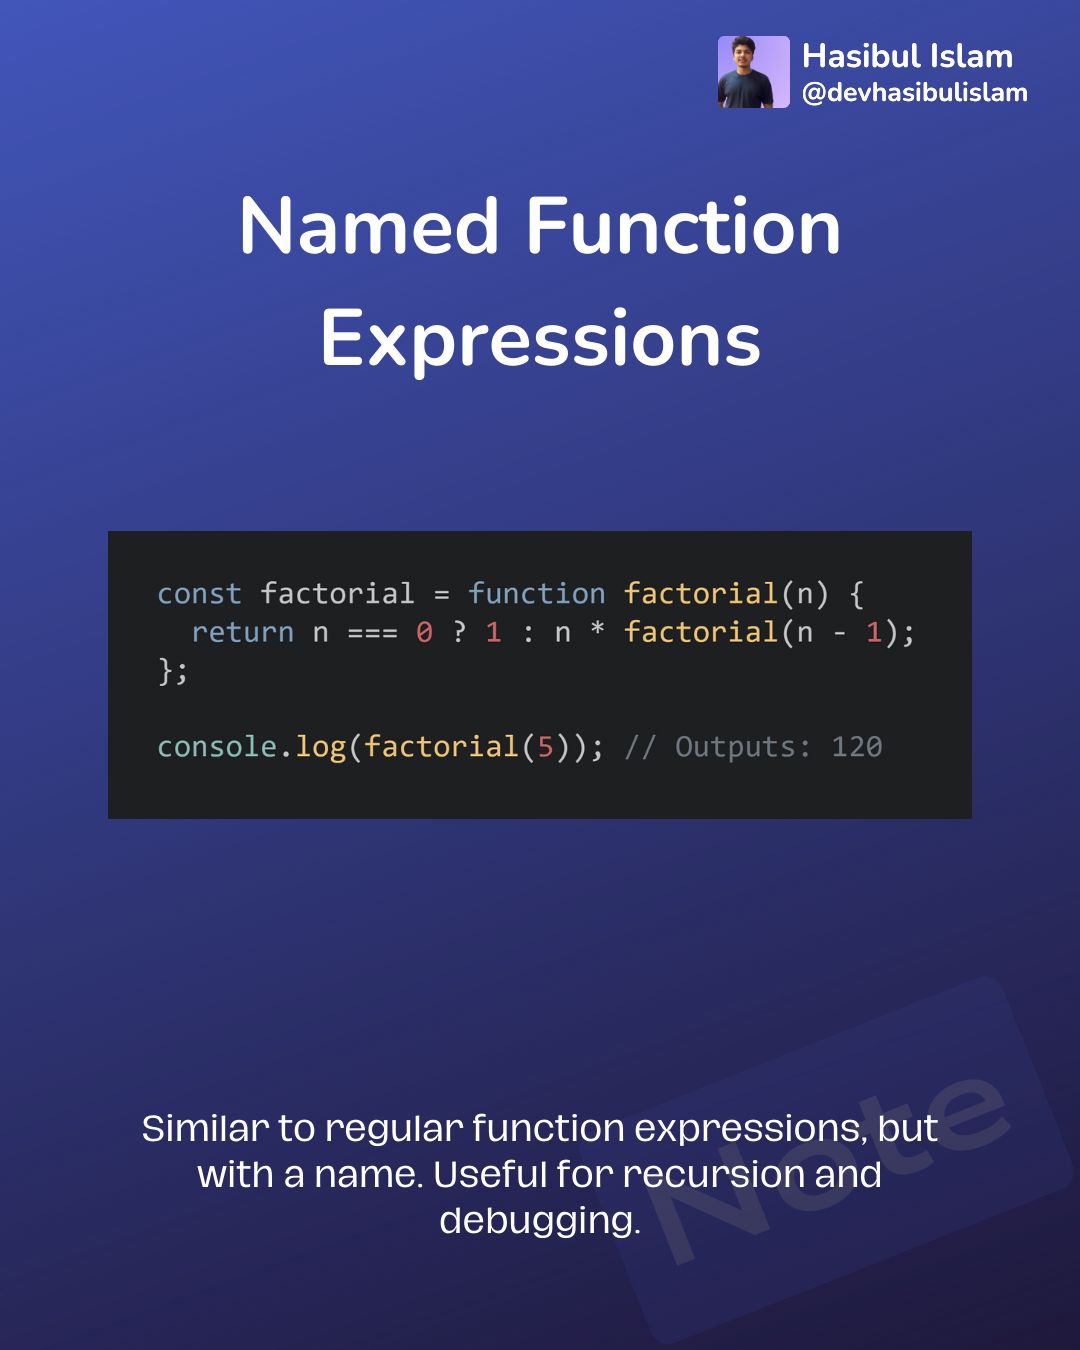 Hasibul Islam
@devhasibulislam
Named Function
Expressions
const factorial = function factorial(n) {
  return n === 0 ? 1 : n * factorial(n - 1);
};
console.log(factorial(5)); // Outputs: 120
Similar to regular function expressions, but
with a name. Useful for recursion and
debugging.
Note